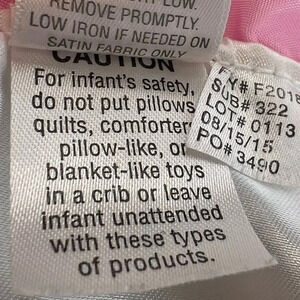 REMOVE PROMPTLY.
LOW IRON IF NEEDED ON
SATIN FABRIC ONLY
CAUTION
For infant's safety,
do not put pillows
quilts, comforter
pillow-like, or
blanket-like toys
in a crib or leave
infant unattended
with these types
of products.
SUB# 322
LOT# 0113
08/15/15
PO# 3490